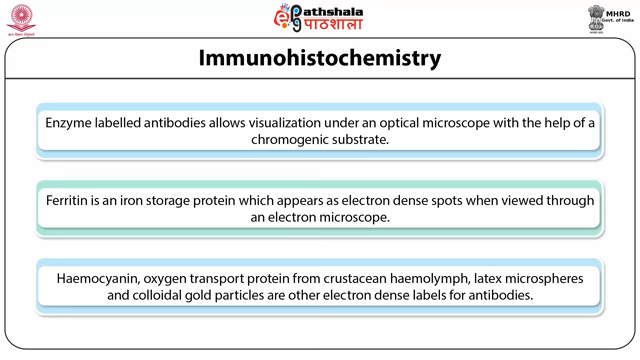 ePathshala
पाठशाला
MHRD
Govt. of India
Immunohistochemistry
Enzyme labelled antibodies allows visualization under an optical microscope with the help of a
chromogenic substrate.
Ferritin is an iron storage protein which appears as electron dense spots when viewed through
an electron microscope.
Haemocyanin, oxygen transport protein from crustacean haemolymph, latex microspheres
and colloidal gold particles are other electron dense labels for antibodies.